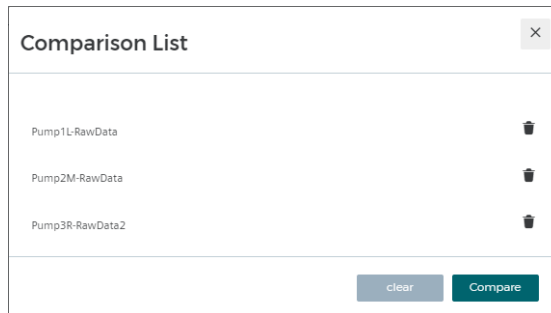 Comparison List
Pump1L-RawData
Pump2M-RawData
Pump3R-RawData2
clear Compare